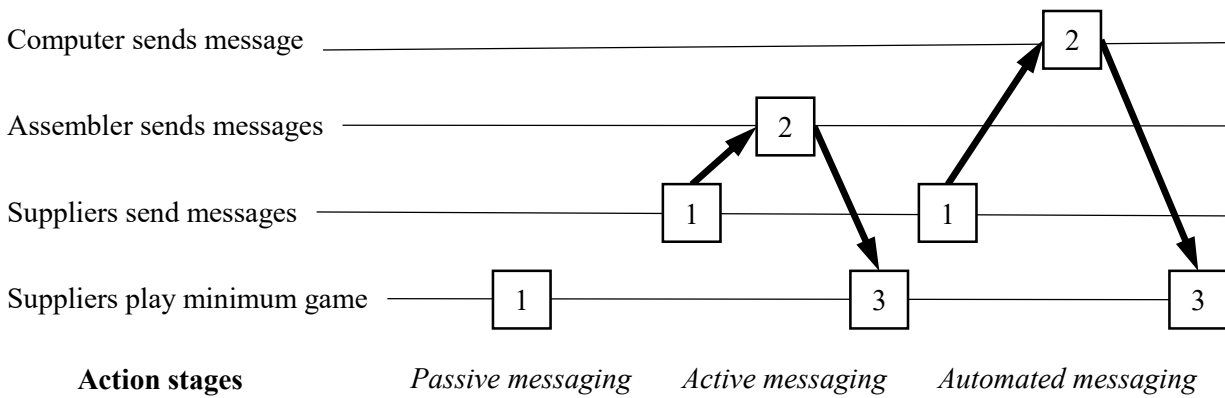 Computer sends message 2
Assembler sends messages 2
Suppliers send messages 1 1
Suppliers play minimum game 1 3 3
Action stages Passive messaging Active messaging Automated messaging